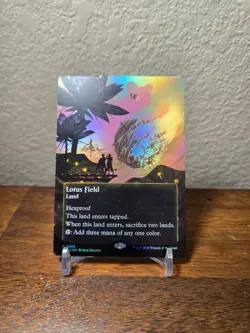 Lotus Field
Land
Hexproof
This land enters tapped.
When this land enters, sacrifice two lands.
: Add three mana of any one color.